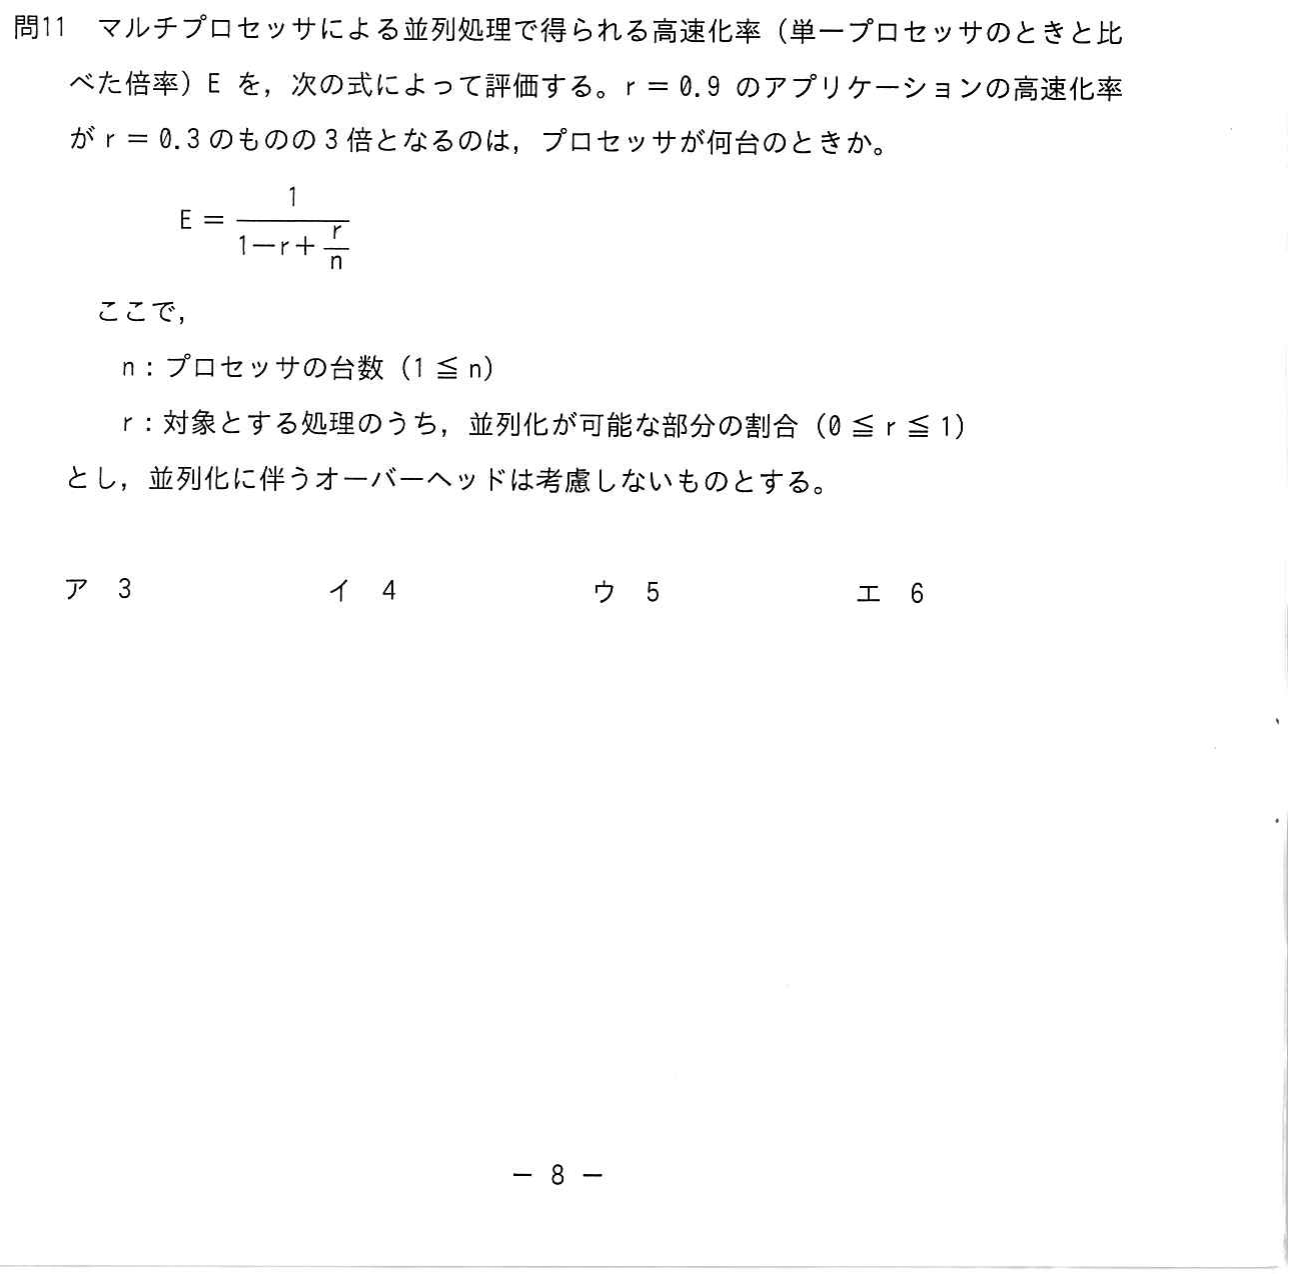 問11 マルチプロセッサによる並列処理で得られる高速化率（単一プロセッサのときと比
べた倍率）E を，次の式によって評価する。r = 0.9 のアプリケーションの高速化率
が r = 0.3 のものの 3 倍となるのは，プロセッサが何台のときか。
E = 1 / (1－r＋ r/n)
ここで，
n：プロセッサの台数（1 ≦ n）
r：対象とする処理のうち，並列化が可能な部分の割合（0 ≦ r ≦ 1）
とし，並列化に伴うオーバーヘッドは考慮しないものとする。
ア 3 イ 4 ウ 5 エ 6
－ 8 －